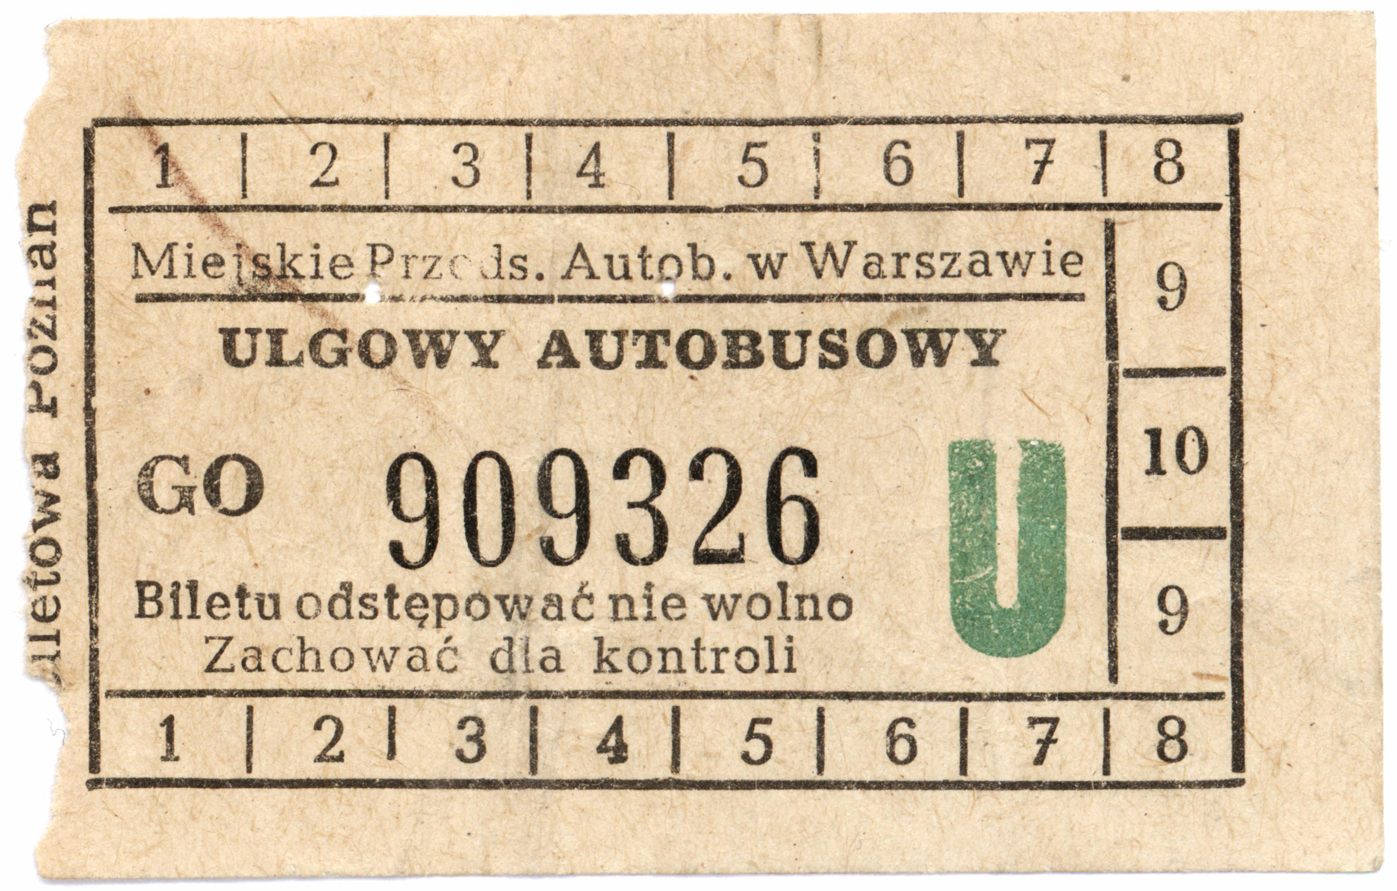 1 | 2 | 3 | 4 | 5 | 6 | 7 | 8
Miejskie Przeds. Autob. w Warszawie
9
ULGOWY AUTOBUSOWY
10
GO 909326 U
9
Biletu odstępować nie wolno
Zachować dla kontroli
1 | 2 | 3 | 4 | 5 | 6 | 7 | 8
Biletowa Poznań